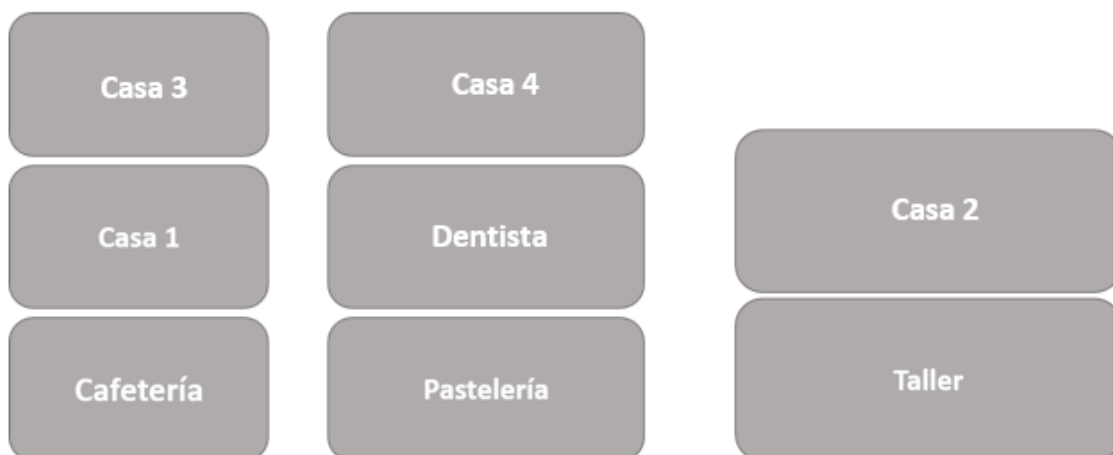 Casa 3
Casa 4
Casa 2
Casa 1
Dentista
Cafetería
Pastelería
Taller